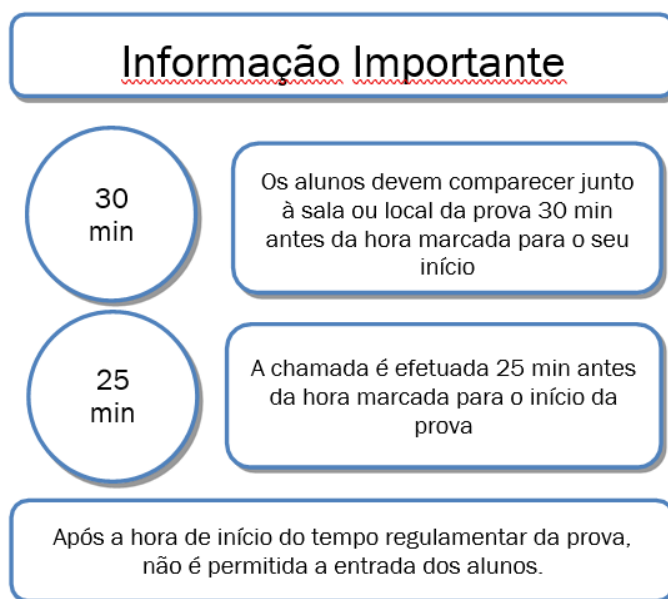 Informação Importante
30
min
Os alunos devem comparecer junto
à sala ou local da prova 30 min
antes da hora marcada para o seu
início
25
min
A chamada é efetuada 25 min antes
da hora marcada para o início da
prova
Após a hora de início do tempo regulamentar da prova,
não é permitida a entrada dos alunos.